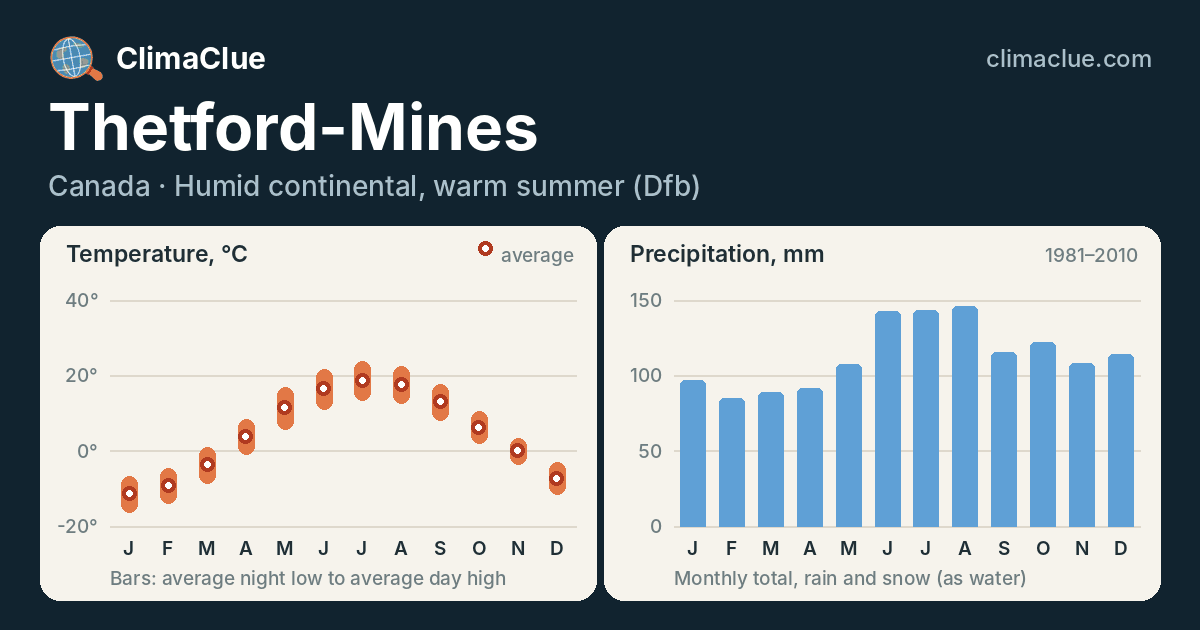 ClimaClue
climaclue.com
Thetford-Mines
Canada · Humid continental, warm summer (Dfb)
Temperature, °C
average
40°
20°
0°
-20°
J F M A M J J A S O N D
Bars: average night low to average day high
Precipitation, mm
1981–2010
150
100
50
0
J F M A M J J A S O N D
Monthly total, rain and snow (as water)